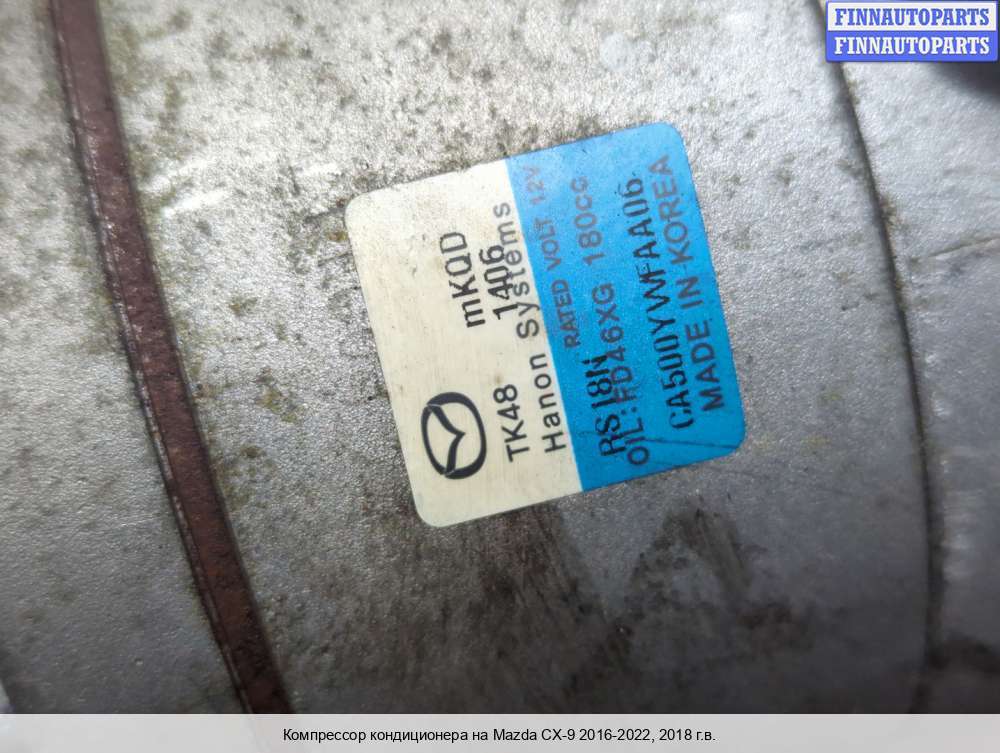 FINNAUTOPARTS
FINNAUTOPARTS
mKQD
1406
TK48
Hanon Systems
RATED VOLT 12V
RS18N 180cc
OIL:HD46XG
CA500YWFAA06
MADE IN KOREA
Компрессор кондиционера на Mazda CX-9 2016-2022, 2018 г.в.